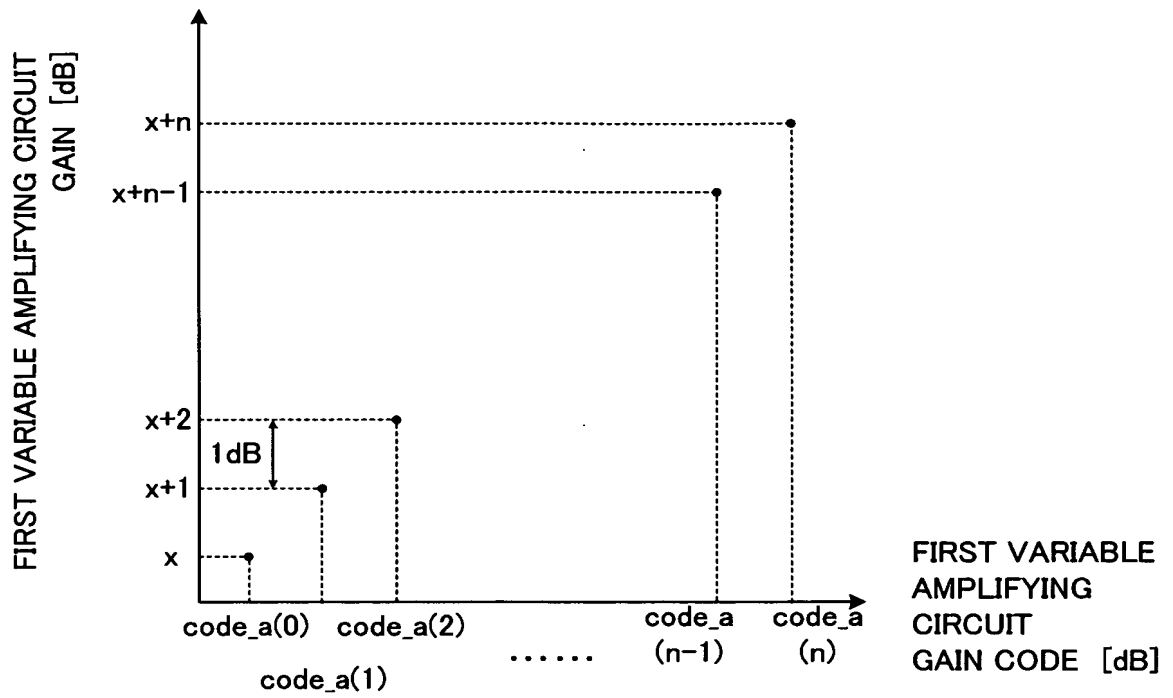 FIRST VARIABLE AMPLIFYING CIRCUIT
GAIN [dB]
x+n
x+n-1
x+2
1dB
x+1
x
code_a(0)
code_a(1)
code_a(2)
......
code_a
(n-1)
code_a
(n)
FIRST VARIABLE
AMPLIFYING
CIRCUIT
GAIN CODE [dB]